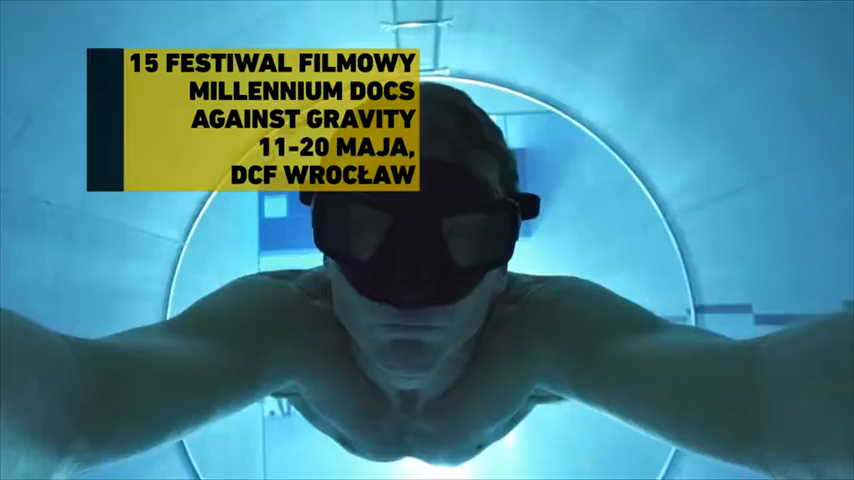 15 FESTIWAL FILMOWY
MILLENNIUM DOCS
AGAINST GRAVITY
11-20 MAJA,
DCF WROCŁAW